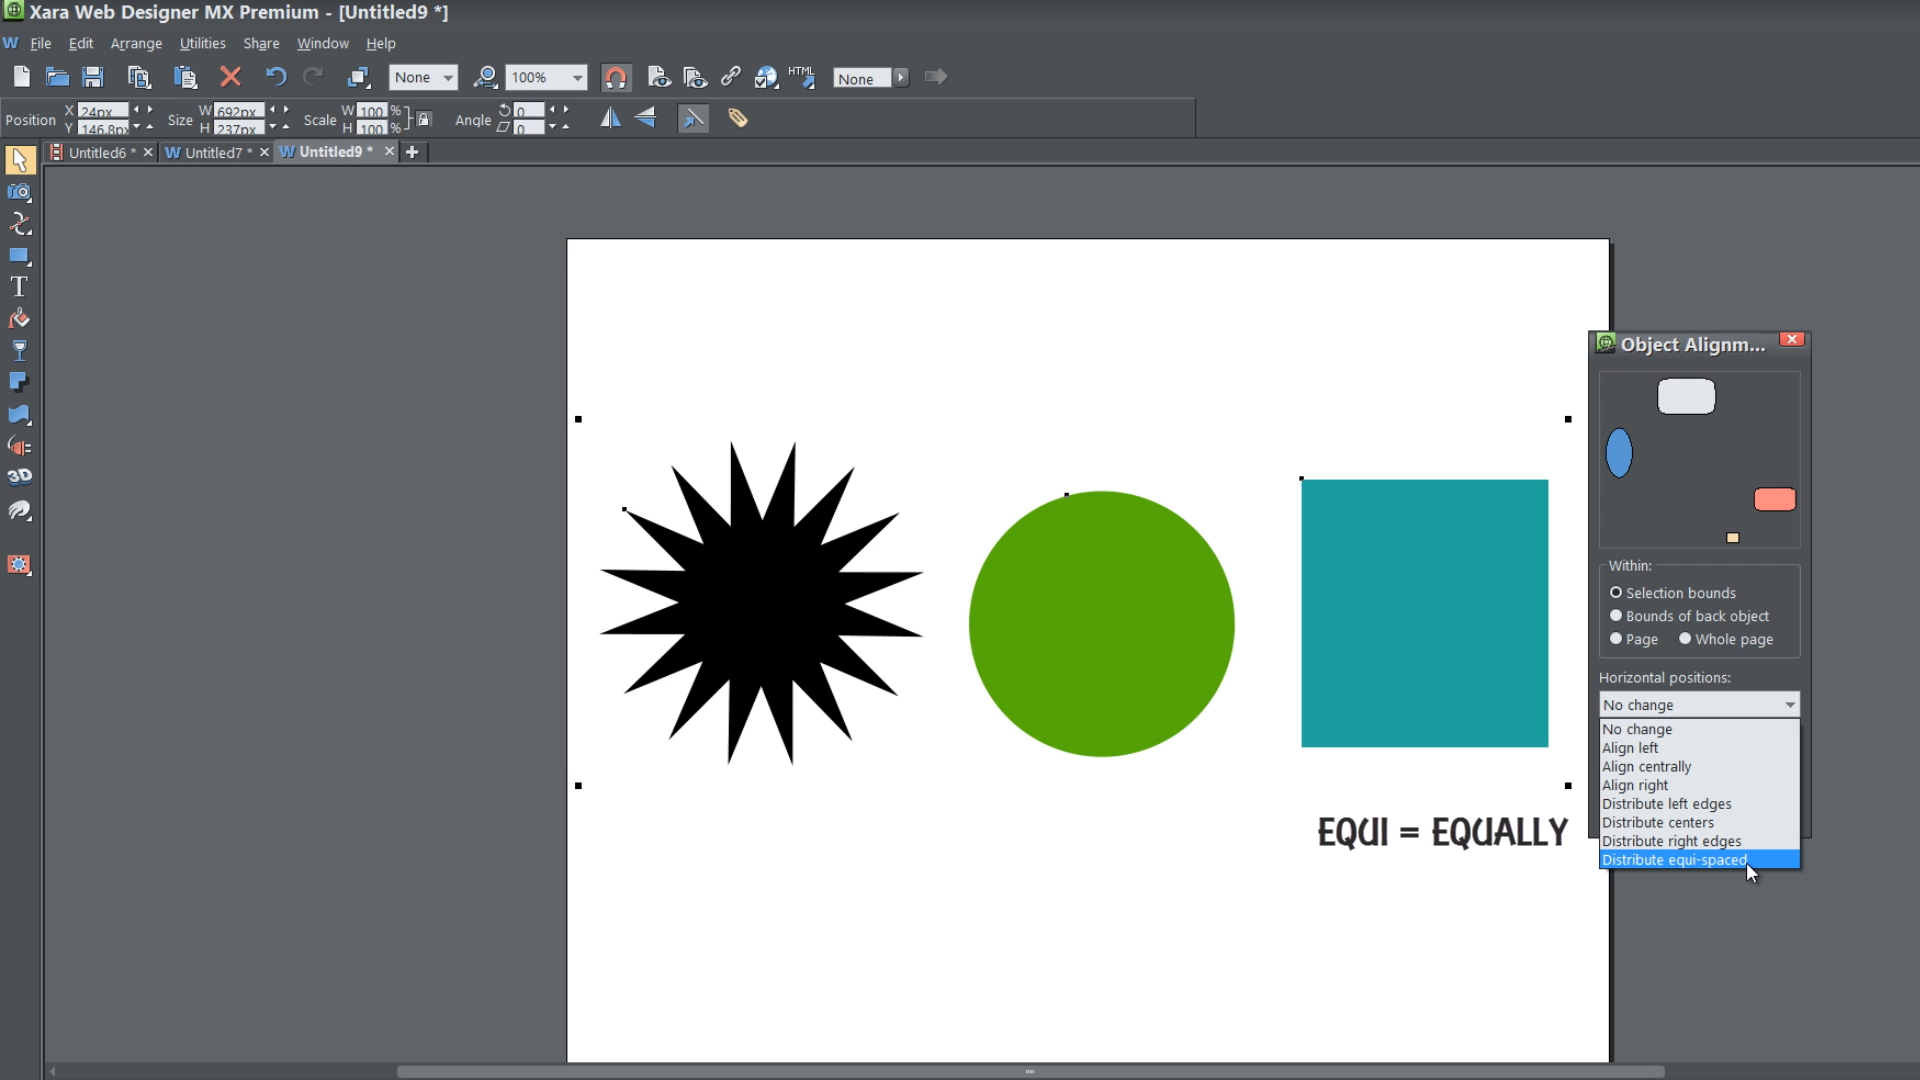 Xara Web Designer MX Premium - [Untitled9 *]
File Edit Arrange Utilities Share Window Help
None 100% HTML None
Position X 24px Size W 692px Scale W 100 % Angle 0
Y 146.8px H 237px H 100 % 0
Untitled6 * Untitled7 * Untitled9 *
T
3D
Object Alignm...
Within:
Selection bounds
Bounds of back object
Page Whole page
Horizontal positions:
No change
No change
Align left
Align centrally
Align right
Distribute left edges
Distribute centers
Distribute right edges
Distribute equi-spaced
EQUI = EQUALLY